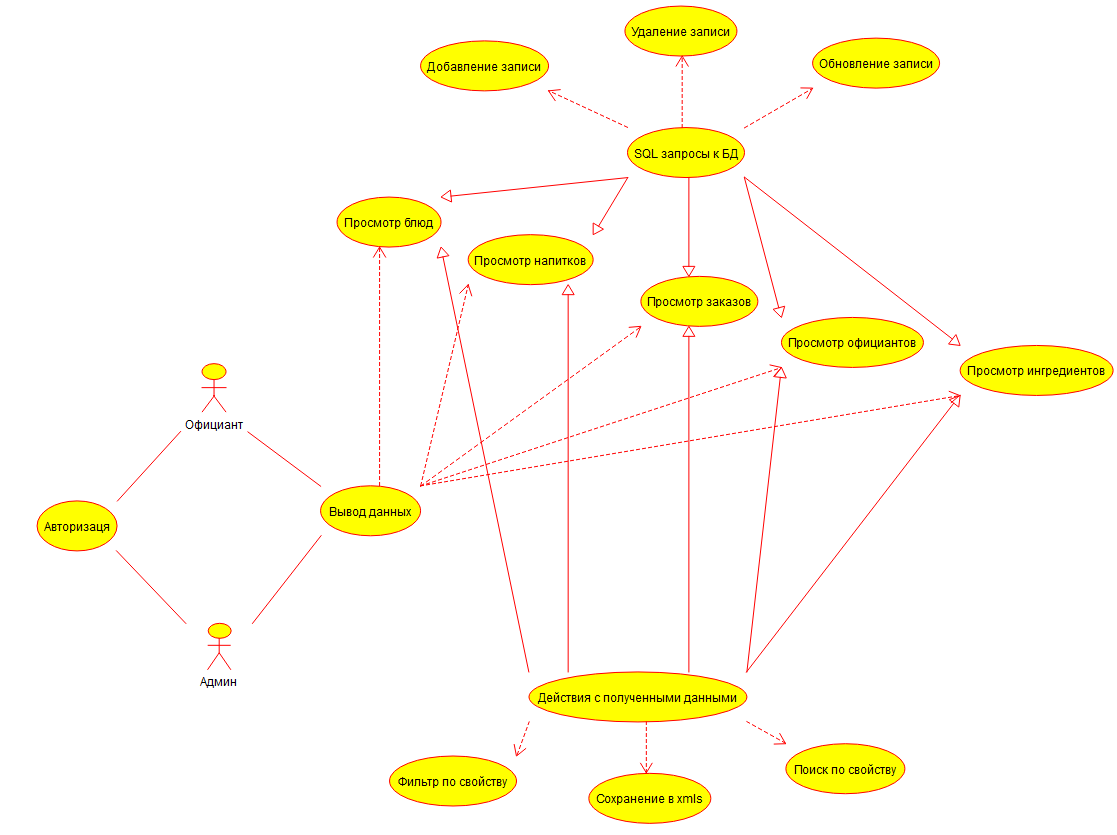 Удаление записи
Добавление записи
Обновление записи
SQL запросы к БД
Просмотр блюд
Просмотр напитков
Просмотр заказов
Просмотр официантов
Просмотр ингредиентов
Официант
Вывод данных
Авторизаця
Админ
Действия с полученными данными
Фильтр по свойству
Сохранение в xmls
Поиск по свойству